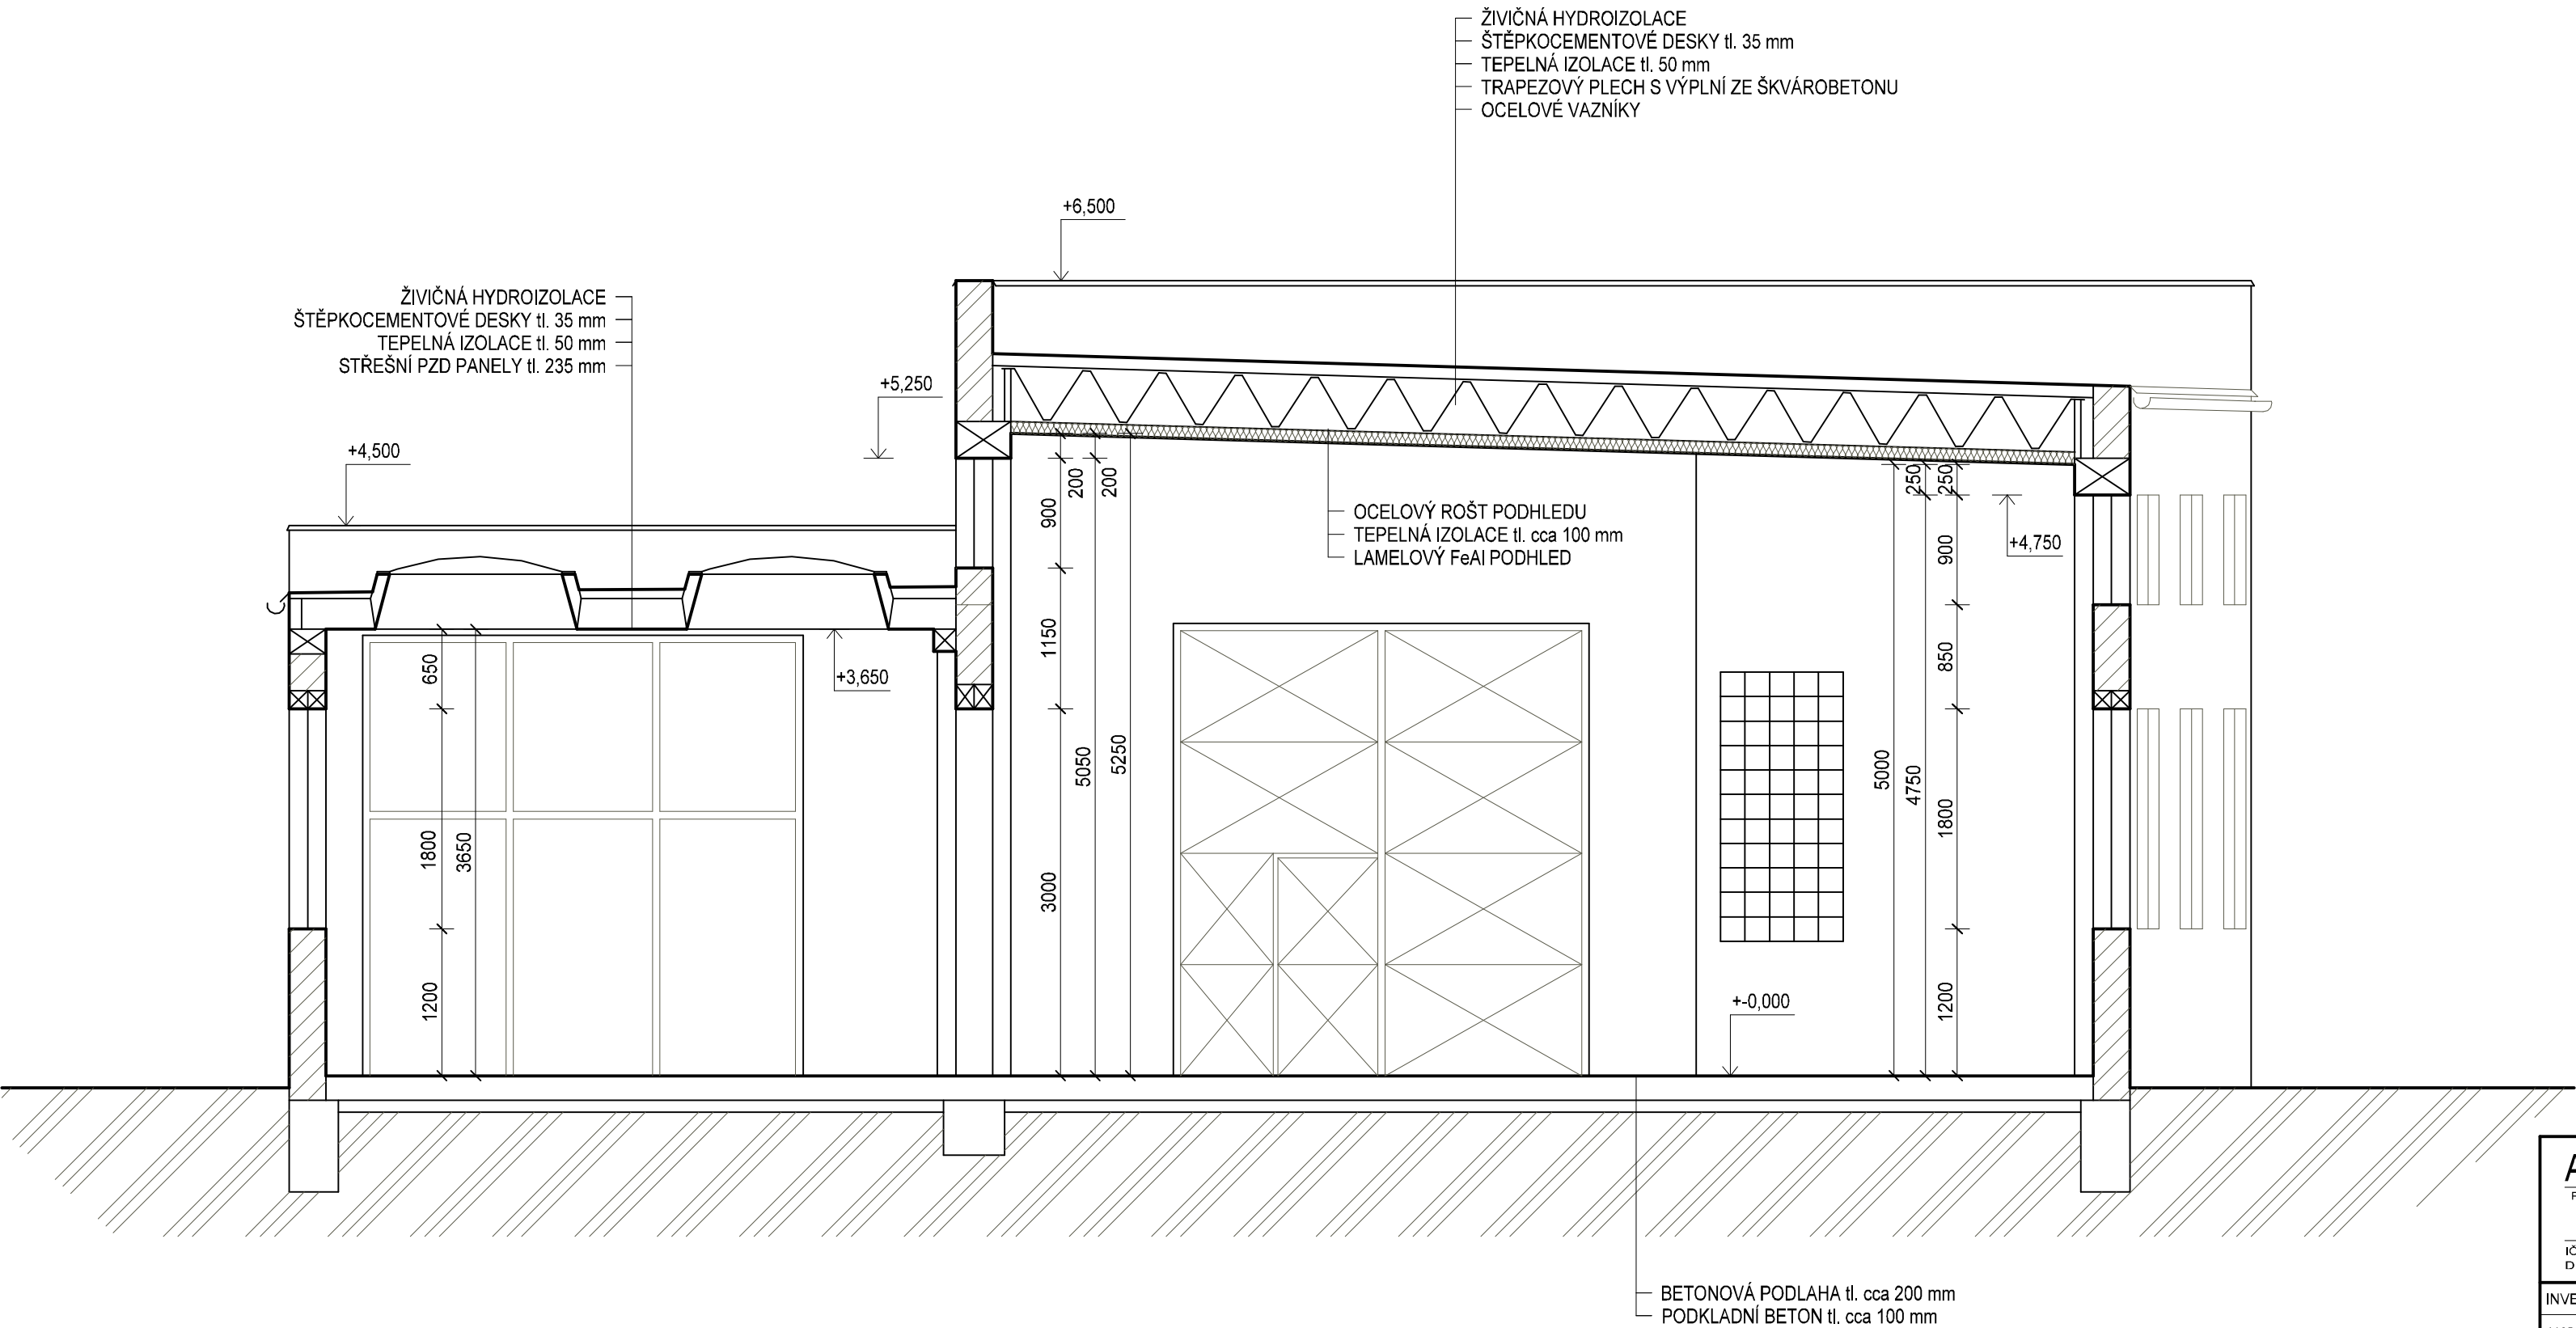 ŽIVIČNÁ HYDROIZOLACE
ŠTĚPKOCEMENTOVÉ DESKY tl. 35 mm
TEPELNÁ IZOLACE tl. 50 mm
TRAPEZOVÝ PLECH S VÝPLNÍ ZE ŠKVÁROBETONU
OCELOVÉ VAZNÍKY
+6,500
ŽIVIČNÁ HYDROIZOLACE
ŠTĚPKOCEMENTOVÉ DESKY tl. 35 mm
TEPELNÁ IZOLACE tl. 50 mm
STŘEŠNÍ PZD PANELY tl. 235 mm
+5,250
+4,500
200
200
900
250
250
OCELOVÝ ROŠT PODHLEDU
TEPELNÁ IZOLACE tl. cca 100 mm
LAMELOVÝ FeAl PODHLED
+4,750
900
650
+3,650
1150
850
1800
3650
3000
5050
5250
5000
4750
1800
1200
+-0,000
1200
BETONOVÁ PODLAHA tl. cca 200 mm
PODKLADNÍ BETON tl. cca 100 mm
A
IČ
D
INVE